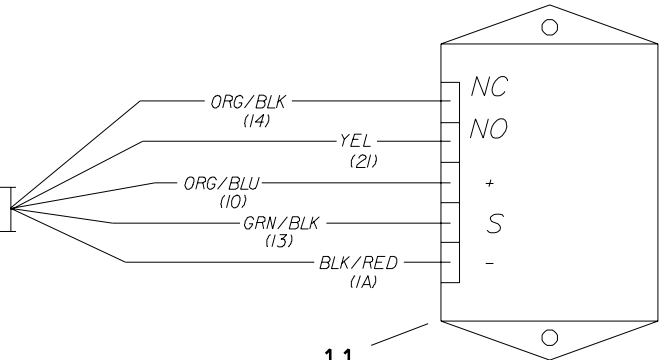 ORG/BLK NC
(14)
YEL NO
(21)
ORG/BLU +
(10)
GRN/BLK S
(13)
BLK/RED -
(1A)
11